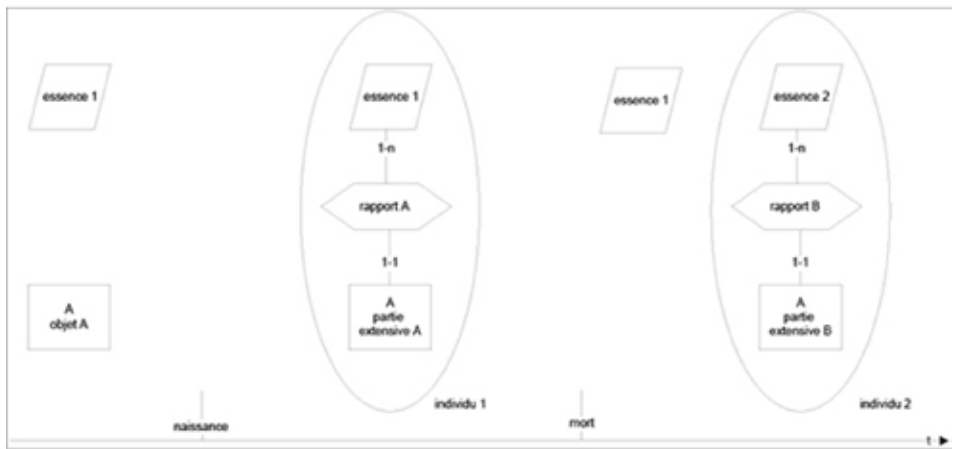 essence 1
essence 1
essence 1
essence 2
1-n
1-n
rapport A
rapport B
1-1
1-1
A
objet A
A
partie
extensive A
A
partie
extensive B
individu 1
individu 2
naissance
mort
t